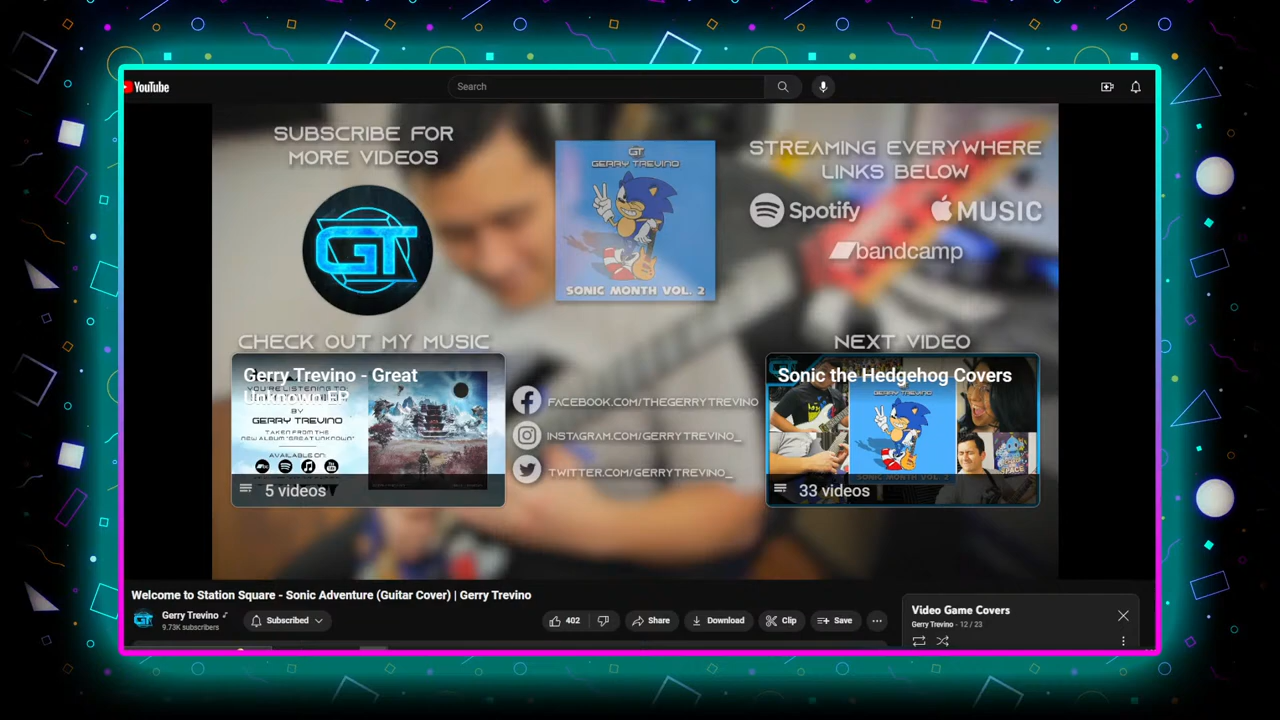 YouTube
Search
SUBSCRIBE FOR
MORE VIDEOS
GT
GT
GERRY TREVINO
SONIC MONTH VOL. 2
STREAMING EVERYWHERE
LINKS BELOW
Spotify
MUSIC
bandcamp
CHECK OUT MY MUSIC
Gerry Trevino - Great
Unknown EP
YOU'RE LISTENING TO
BY
GERRY TREVINO
TAKEN FROM THE
NEW ALBUM "GREAT UNKNOWN"
AVAILABLE ON:
5 videos
FACEBOOK.COM/THEGERRYTREVINO
INSTAGRAM.COM/GERRYTREVINO_
TWITTER.COM/GERRYTREVINO_
NEXT VIDEO
Sonic the Hedgehog Covers
SPACE
33 videos
Welcome to Station Square - Sonic Adventure (Guitar Cover) | Gerry Trevino
GT
Gerry Trevino
9.73K subscribers
Subscribed
402
Share
Download
Clip
Save
Video Game Covers
Gerry Trevino - 12 / 23